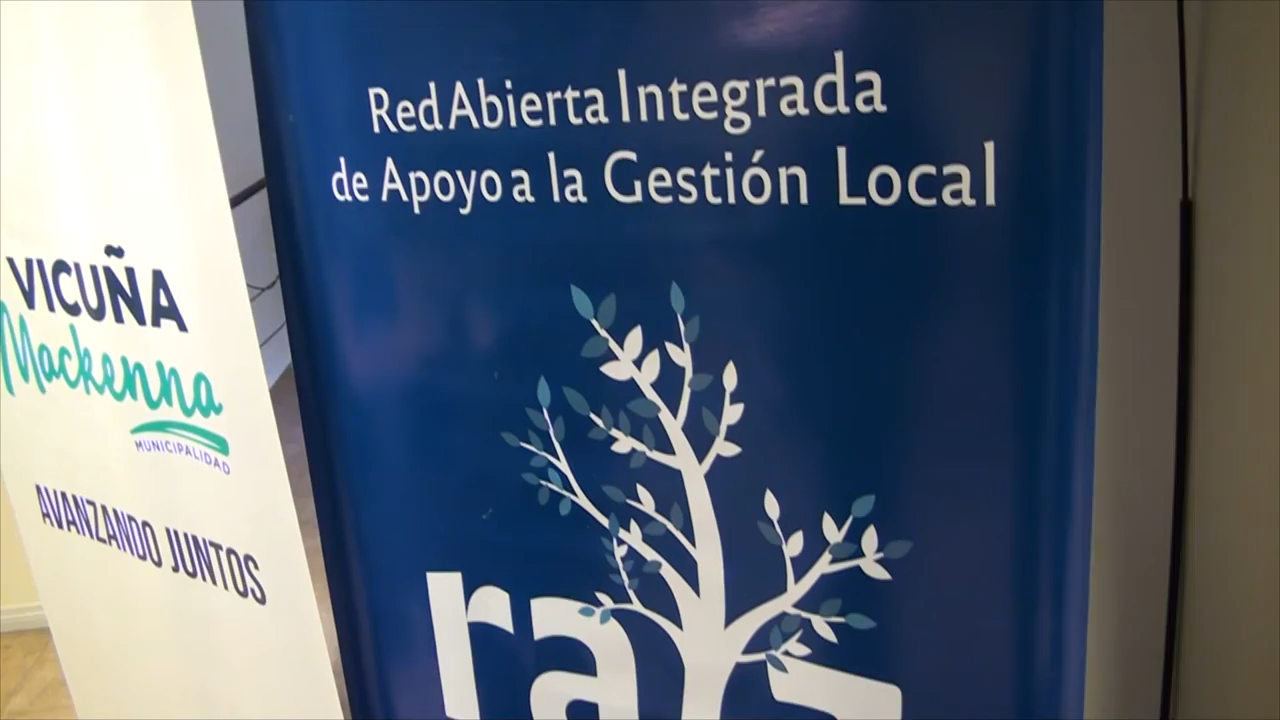 Red Abierta Integrada
de Apoyo a la Gestión Local
VICUÑA
Mackenna
MUNICIPALIDAD
AVANZANDO JUNTOS